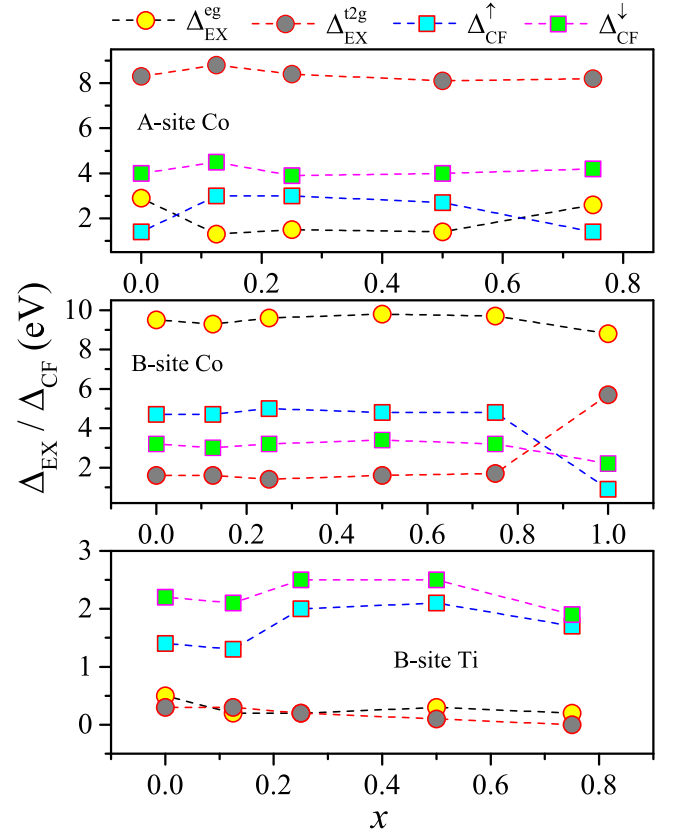 Δ_EX^eg Δ_EX^t2g Δ_CF^↑ Δ_CF^↓
8
6
4
2
A-site Co
0.0 0.2 0.4 0.6 0.8
10
8
6
4
2
B-site Co
0.0 0.2 0.4 0.6 0.8 1.0
Δ_EX / Δ_CF (eV)
3
2
1
0
B-site Ti
0.0 0.2 0.4 0.6 0.8
x